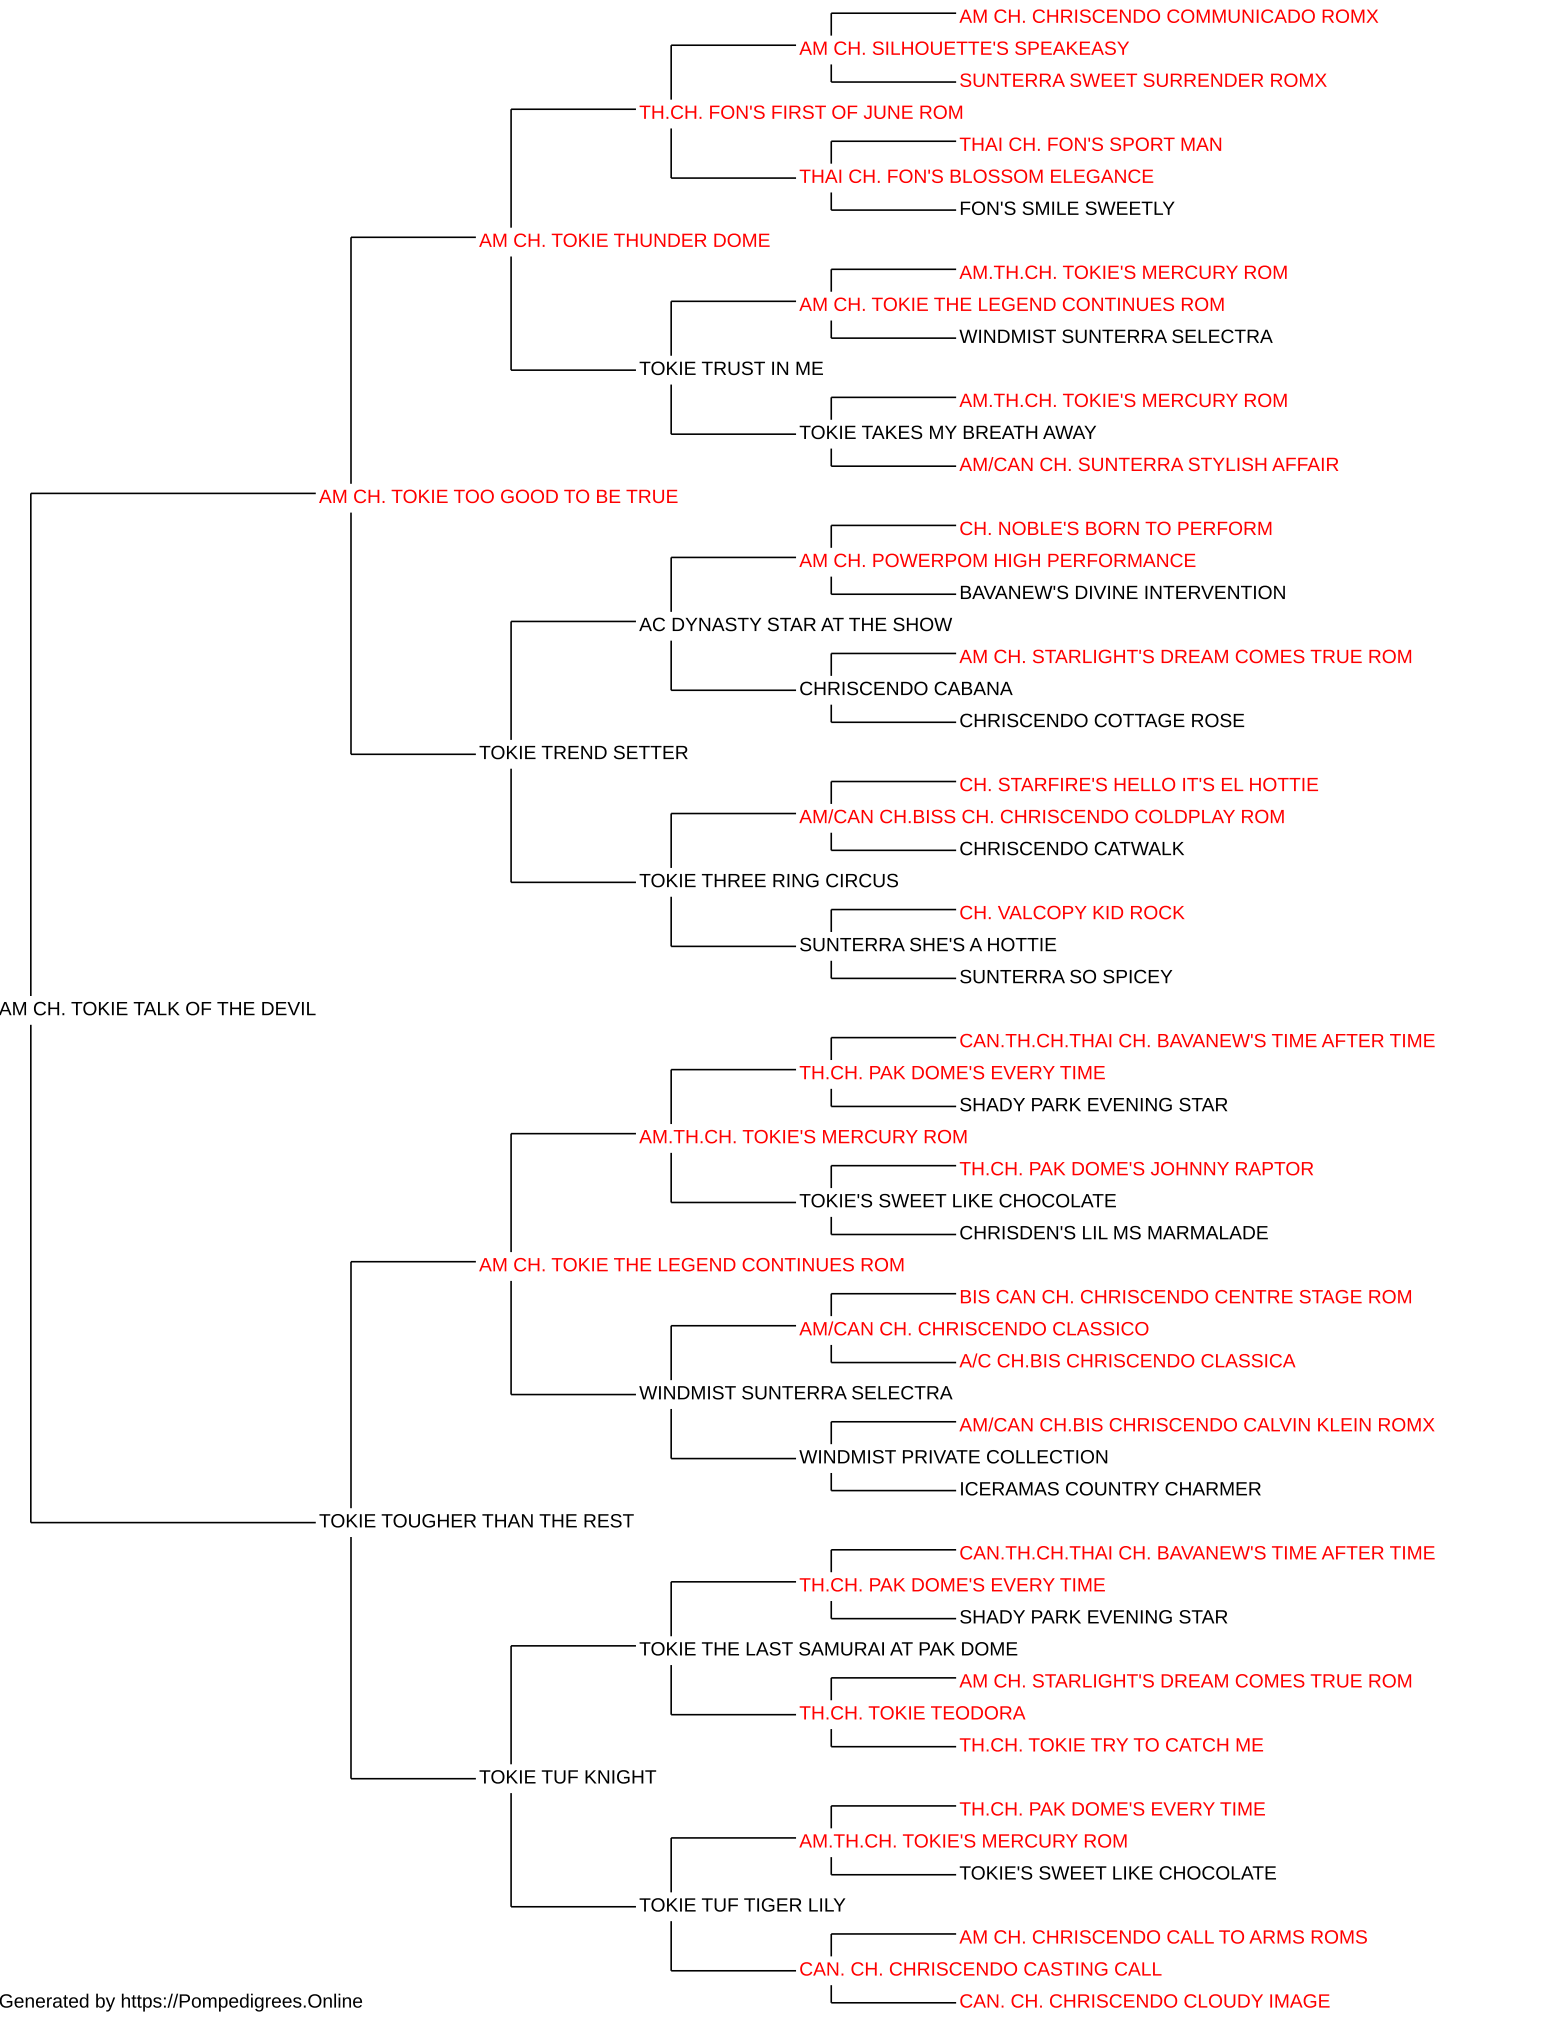 AM CH. CHRISCENDO COMMUNICADO ROMX
AM CH. SILHOUETTE'S SPEAKEASY
SUNTERRA SWEET SURRENDER ROMX
TH.CH. FON'S FIRST OF JUNE ROM
THAI CH. FON'S SPORT MAN
THAI CH. FON'S BLOSSOM ELEGANCE
FON'S SMILE SWEETLY
AM CH. TOKIE THUNDER DOME
AM.TH.CH. TOKIE'S MERCURY ROM
AM CH. TOKIE THE LEGEND CONTINUES ROM
WINDMIST SUNTERRA SELECTRA
TOKIE TRUST IN ME
AM.TH.CH. TOKIE'S MERCURY ROM
TOKIE TAKES MY BREATH AWAY
AM/CAN CH. SUNTERRA STYLISH AFFAIR
AM CH. TOKIE TOO GOOD TO BE TRUE
CH. NOBLE'S BORN TO PERFORM
AM CH. POWERPOM HIGH PERFORMANCE
BAVANEW'S DIVINE INTERVENTION
AC DYNASTY STAR AT THE SHOW
AM CH. STARLIGHT'S DREAM COMES TRUE ROM
CHRISCENDO CABANA
CHRISCENDO COTTAGE ROSE
TOKIE TREND SETTER
CH. STARFIRE'S HELLO IT'S EL HOTTIE
AM/CAN CH.BISS CH. CHRISCENDO COLDPLAY ROM
CHRISCENDO CATWALK
TOKIE THREE RING CIRCUS
CH. VALCOPY KID ROCK
SUNTERRA SHE'S A HOTTIE
SUNTERRA SO SPICEY
AM CH. TOKIE TALK OF THE DEVIL
CAN.TH.CH.THAI CH. BAVANEW'S TIME AFTER TIME
TH.CH. PAK DOME'S EVERY TIME
SHADY PARK EVENING STAR
AM.TH.CH. TOKIE'S MERCURY ROM
TH.CH. PAK DOME'S JOHNNY RAPTOR
TOKIE'S SWEET LIKE CHOCOLATE
CHRISDEN'S LIL MS MARMALADE
AM CH. TOKIE THE LEGEND CONTINUES ROM
BIS CAN CH. CHRISCENDO CENTRE STAGE ROM
AM/CAN CH. CHRISCENDO CLASSICO
A/C CH.BIS CHRISCENDO CLASSICA
WINDMIST SUNTERRA SELECTRA
AM/CAN CH.BIS CHRISCENDO CALVIN KLEIN ROMX
WINDMIST PRIVATE COLLECTION
ICERAMAS COUNTRY CHARMER
TOKIE TOUGHER THAN THE REST
CAN.TH.CH.THAI CH. BAVANEW'S TIME AFTER TIME
TH.CH. PAK DOME'S EVERY TIME
SHADY PARK EVENING STAR
TOKIE THE LAST SAMURAI AT PAK DOME
AM CH. STARLIGHT'S DREAM COMES TRUE ROM
TH.CH. TOKIE TEODORA
TH.CH. TOKIE TRY TO CATCH ME
TOKIE TUF KNIGHT
TH.CH. PAK DOME'S EVERY TIME
AM.TH.CH. TOKIE'S MERCURY ROM
TOKIE'S SWEET LIKE CHOCOLATE
TOKIE TUF TIGER LILY
AM CH. CHRISCENDO CALL TO ARMS ROMS
CAN. CH. CHRISCENDO CASTING CALL
CAN. CH. CHRISCENDO CLOUDY IMAGE
Generated by https://Pompedigrees.Online